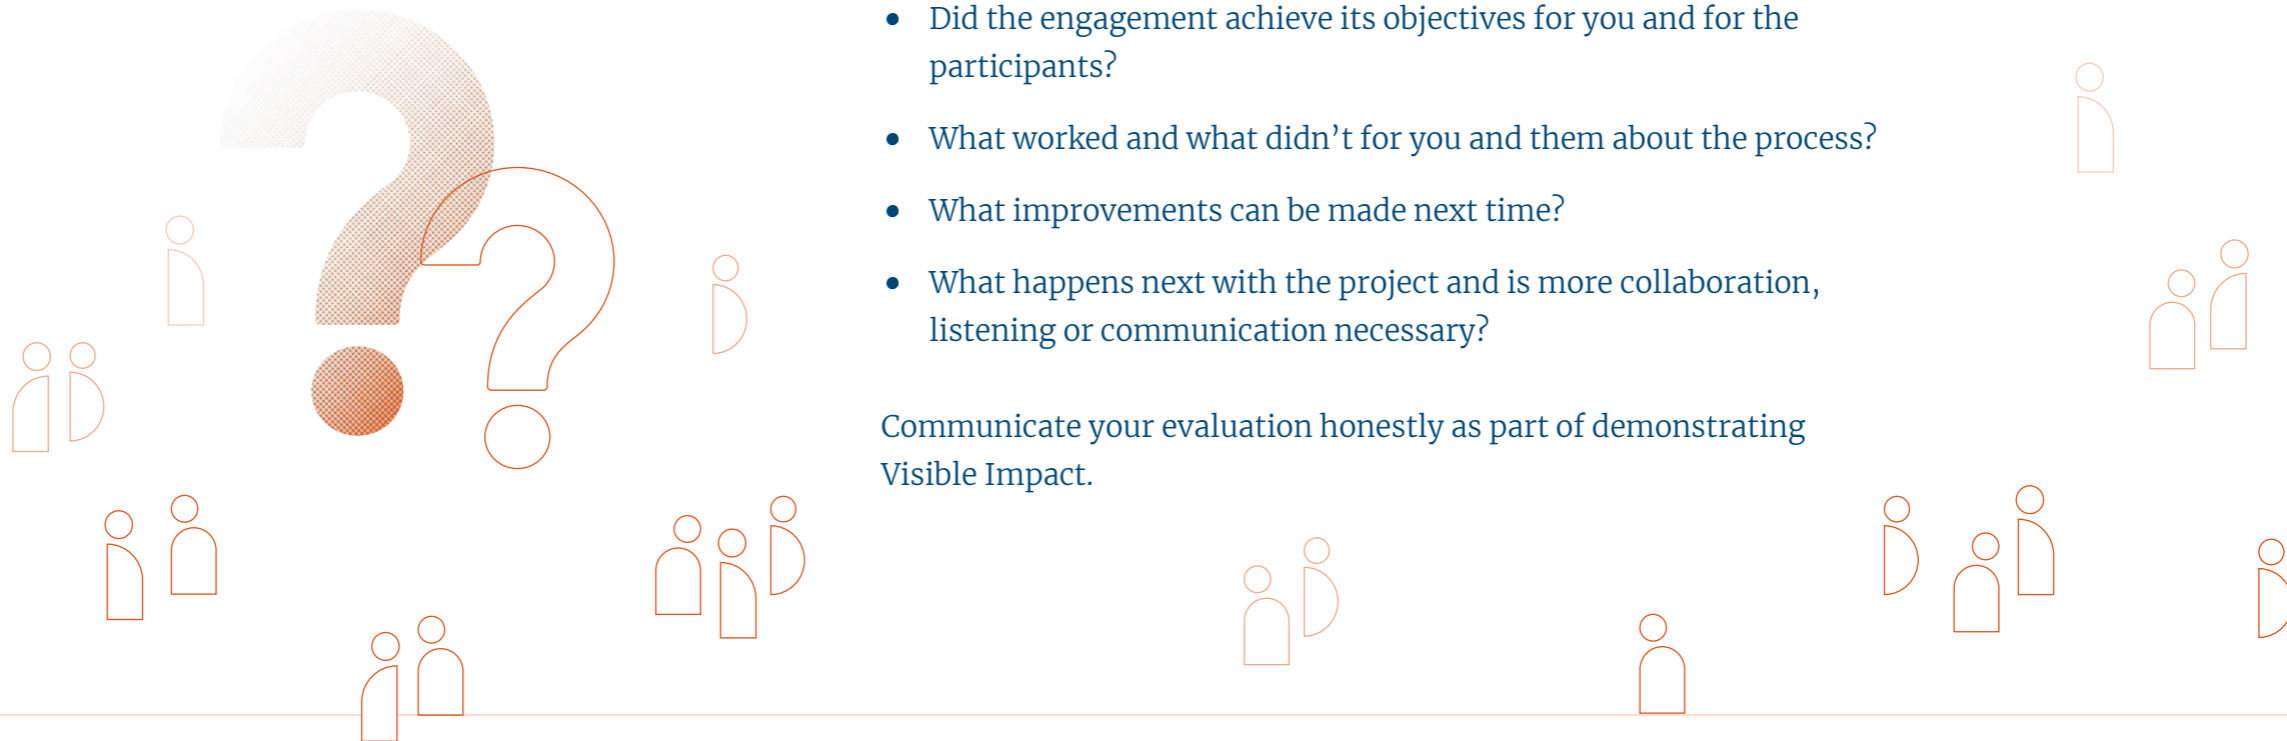 • Did the engagement achieve its objectives for you and for the
participants?
• What worked and what didn’t for you and them about the process?
• What improvements can be made next time?
• What happens next with the project and is more collaboration,
listening or communication necessary?
Communicate your evaluation honestly as part of demonstrating
Visible Impact.